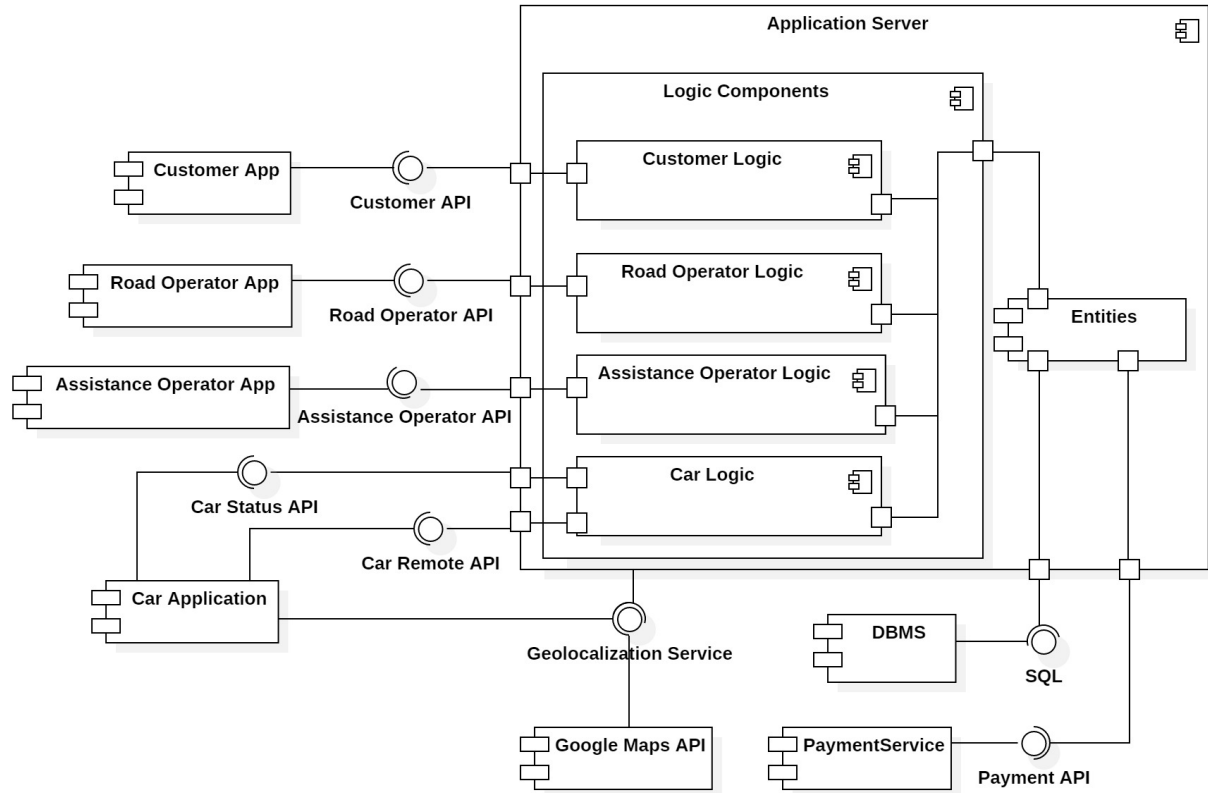 Application Server
Logic Components
Customer Logic
Customer App
Customer API
Road Operator Logic
Road Operator App
Road Operator API
Entities
Assistance Operator Logic
Assistance Operator App
Assistance Operator API
Car Logic
Car Status API
Car Remote API
Car Application
Geolocalization Service
DBMS
SQL
Google Maps API
PaymentService
Payment API